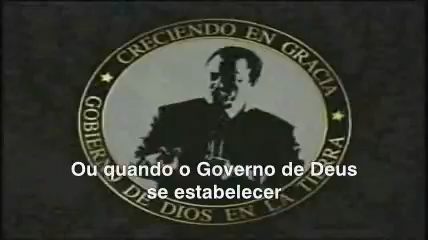 CRECIENDO EN GRACIA
GOBIERNO DE DIOS EN LA TIERRA
Ou quando o Governo de Deus
se estabelecer